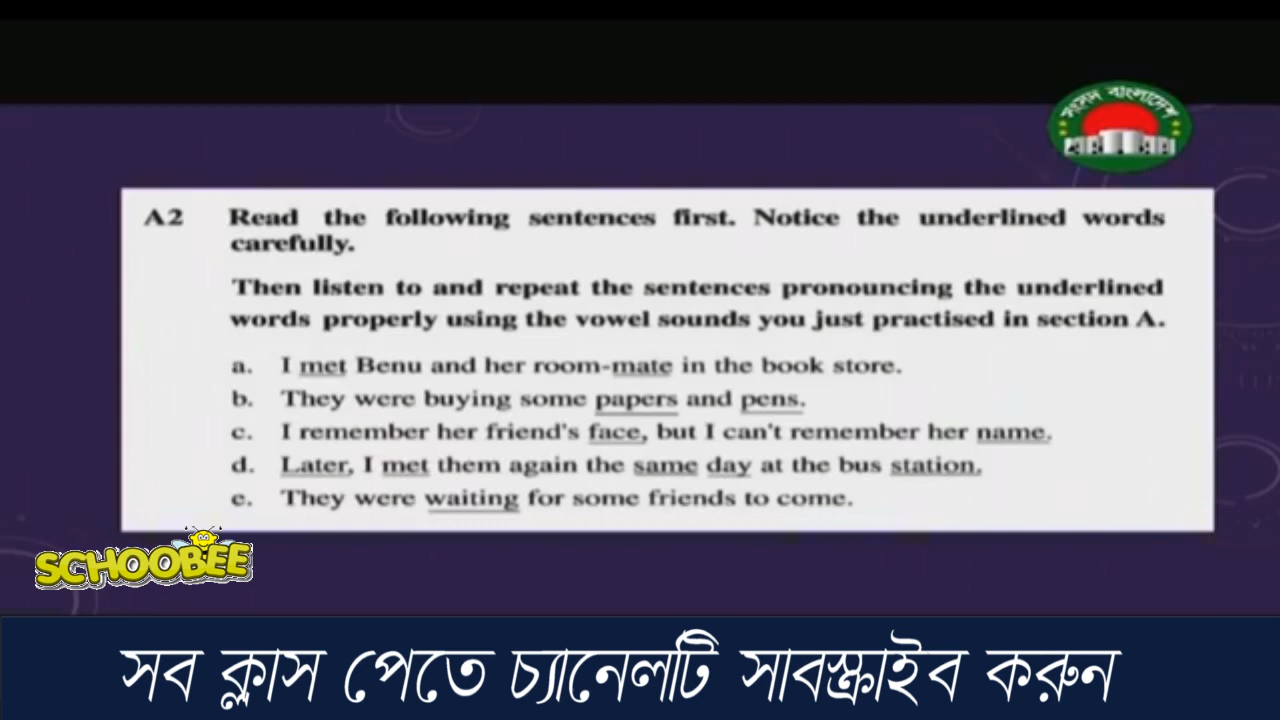 সংসদ বাংলাদেশ
A2 Read the following sentences first. Notice the underlined words
carefully.
Then listen to and repeat the sentences pronouncing the underlined
words properly using the vowel sounds you just practised in section A.
a. I met Benu and her room-mate in the book store.
b. They were buying some papers and pens.
c. I remember her friend's face, but I can't remember her name.
d. Later, I met them again the same day at the bus station.
e. They were waiting for some friends to come.
SCHOOBEE
সব ক্লাস পেতে চ্যানেলটি সাবস্ক্রাইব করুন